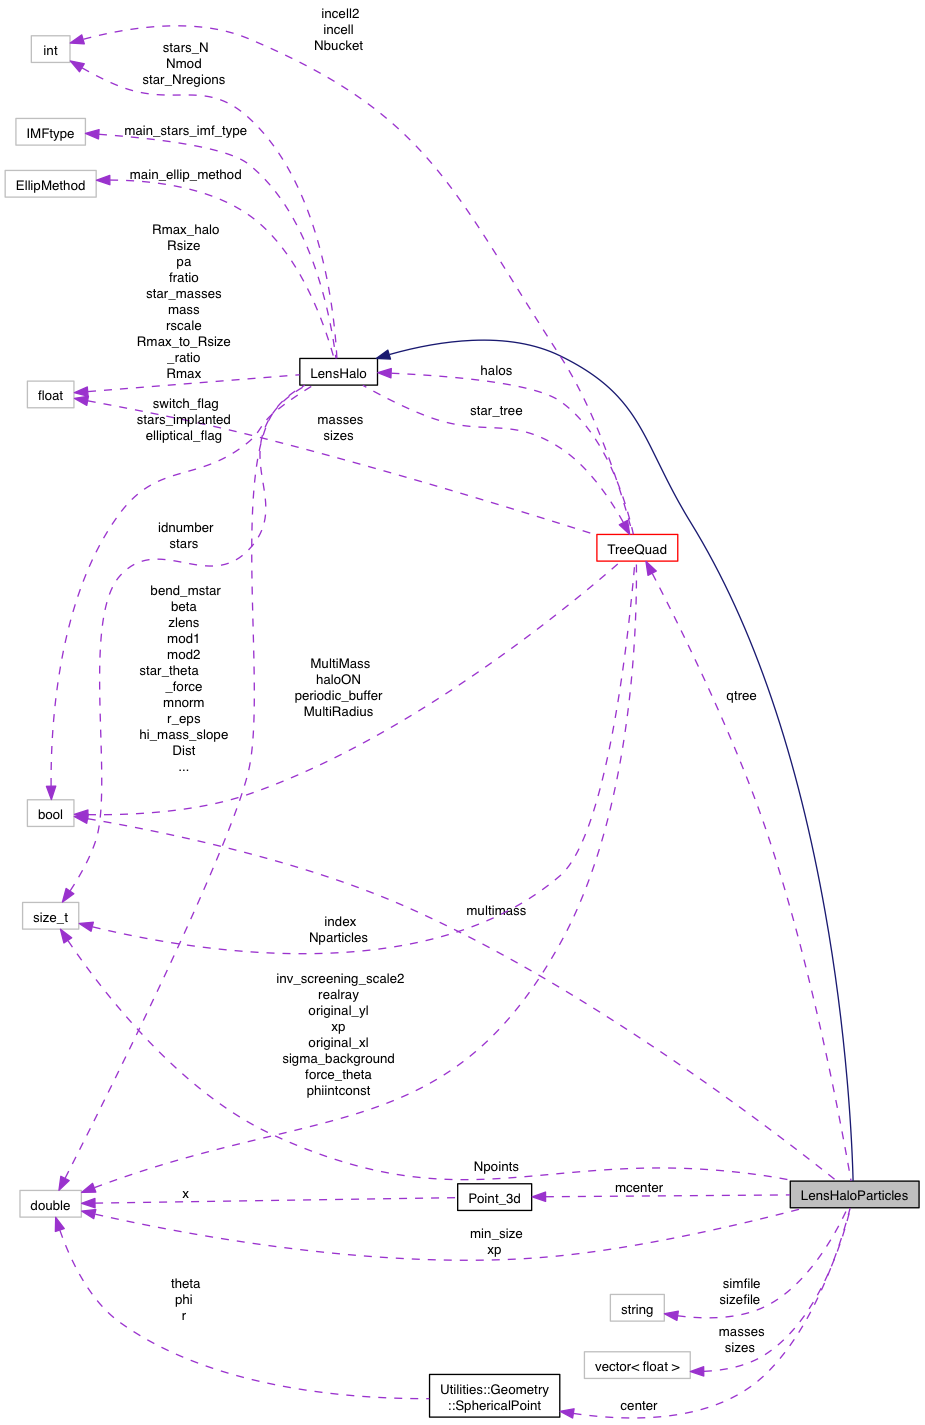 incell2
incell
Nbucket
int
stars_N
Nmod
star_Nregions
IMFtype
main_stars_imf_type
main_ellip_method
EllipMethod
Rmax_halo
Rsize
pa
fratio
star_masses
mass
rscale
Rmax_to_Rsize
_ratio
Rmax
LensHalo
halos
float
switch_flag
stars_implanted
elliptical_flag
masses
sizes
star_tree
idnumber
stars
TreeQuad
bend_mstar
beta
zlens
mod1
mod2
star_theta
_force
mnorm
r_eps
hi_mass_slope
Dist
...
MultiMass
haloON
periodic_buffer
MultiRadius
qtree
bool
size_t
index
Nparticles
multimass
inv_screening_scale2
realray
original_yl
xp
original_xl
sigma_background
force_theta
phiintconst
Npoints
double
x
Point_3d
mcenter
LensHaloParticles
min_size
xp
theta
phi
r
simfile
sizefile
string
masses
sizes
vector< float >
Utilities::Geometry
::SphericalPoint
center